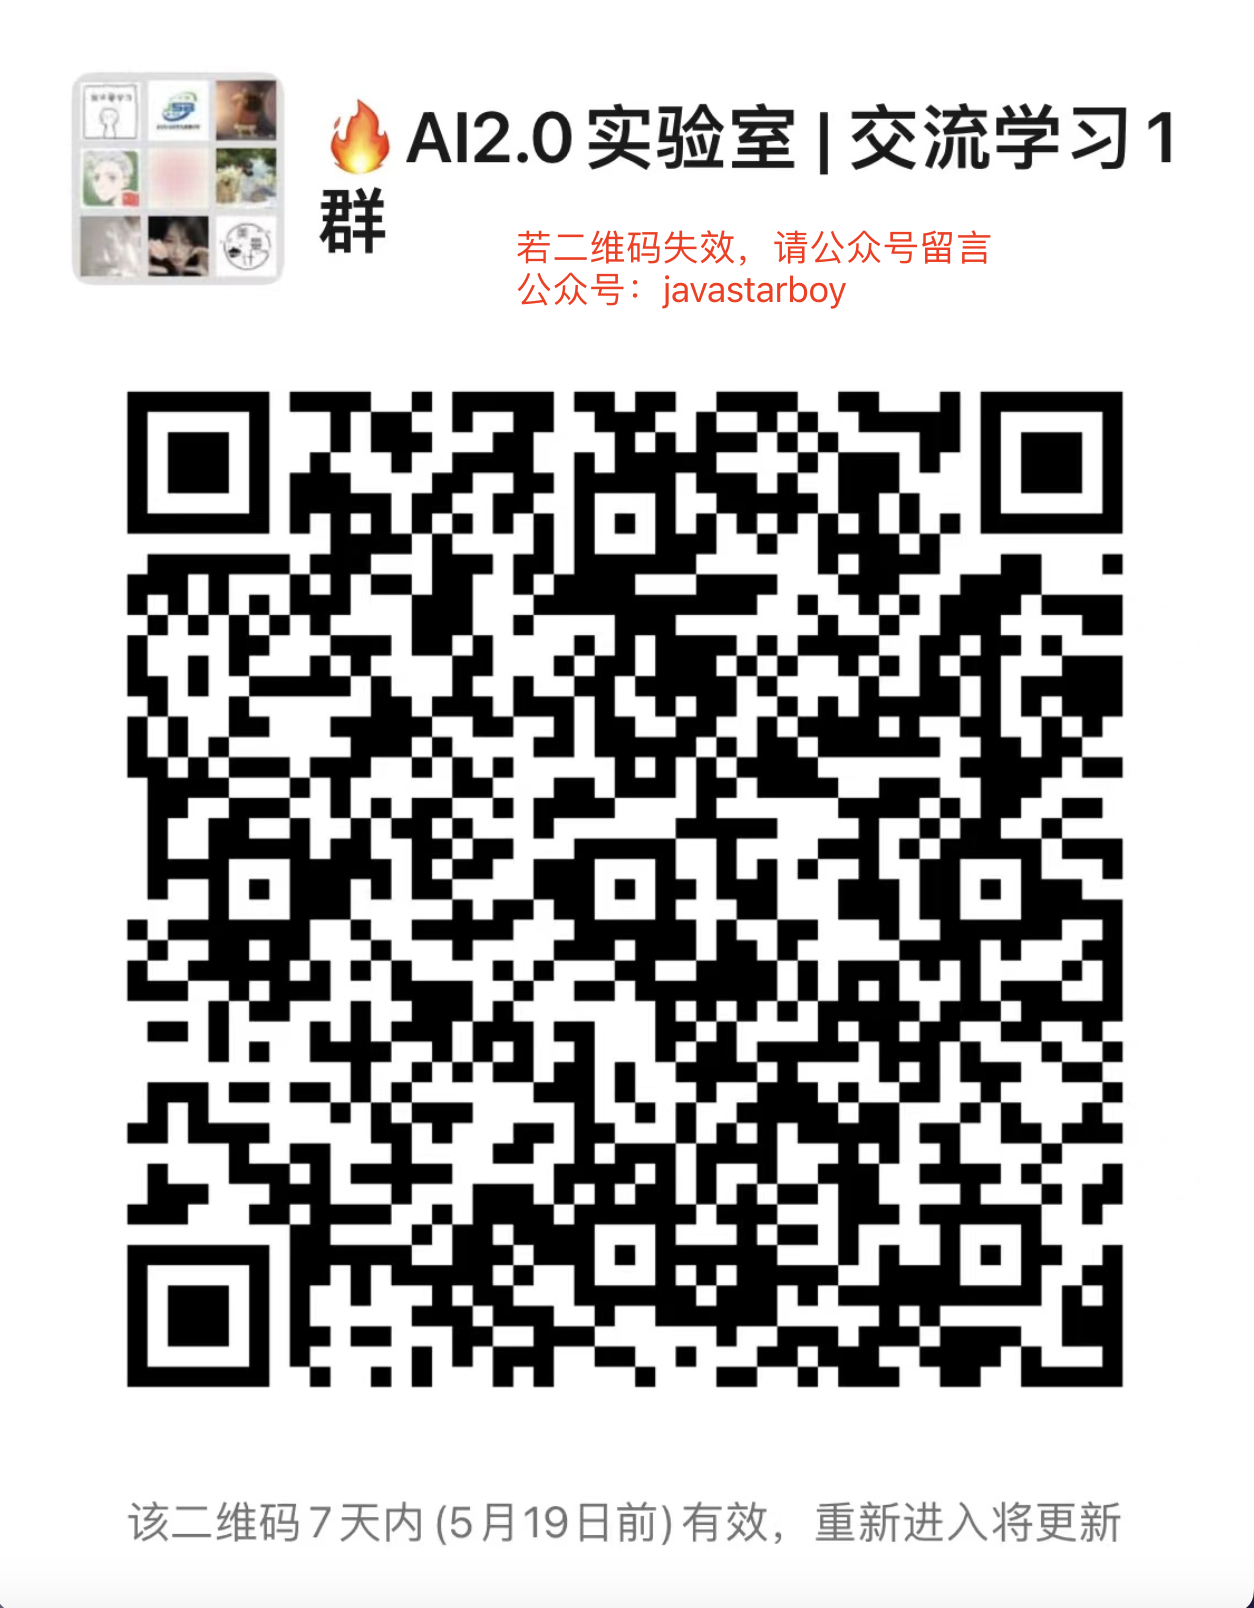 🔥AI2.0实验室 | 交流学习1
群
若二维码失效，请公众号留言
公众号：javastarboy
该二维码7天内(5月19日前)有效，重新进入将更新